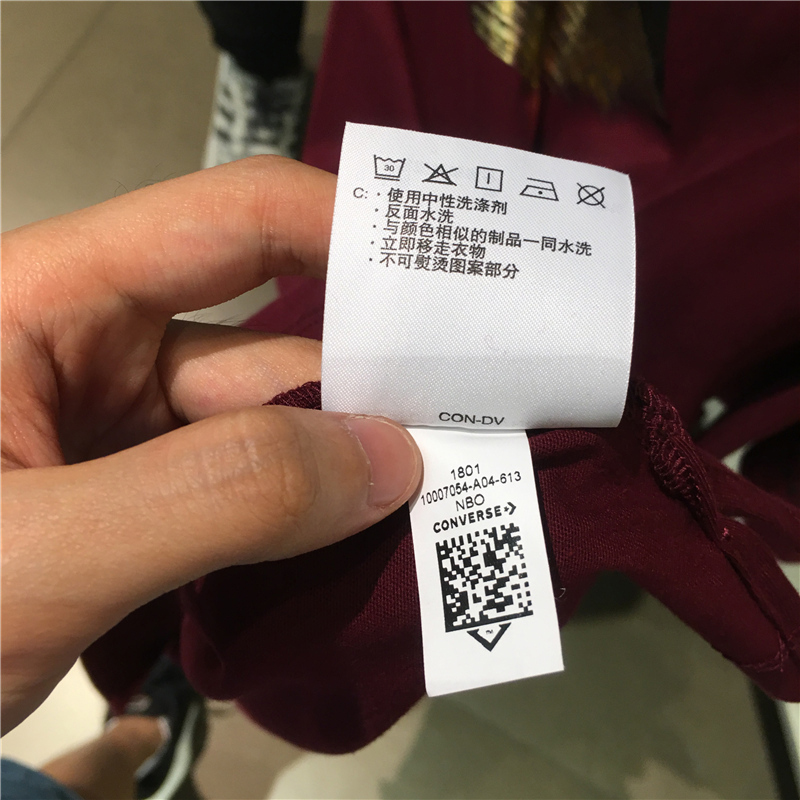 30
C: · 使用中性洗涤剂
· 反面水洗
· 与颜色相似的制品一同水洗
· 立即移走衣物
· 不可熨烫图案部分
CON-DV
1801
10007054-A04-613
NBO
CONVERSE